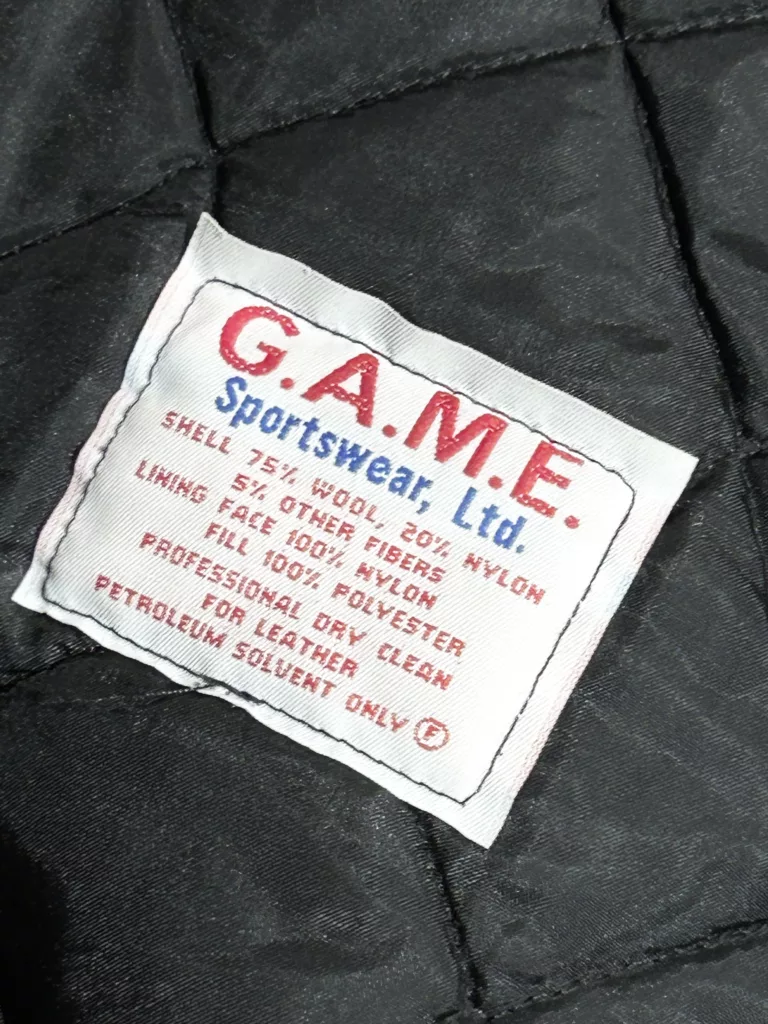 G.A.M.E.
Sportswear, Ltd.
SHELL 75% WOOL, 20% NYLON
5% OTHER FIBERS
LINING FACE 100% NYLON
FILL 100% POLYESTER
PROFESSIONAL DRY CLEAN
FOR LEATHER
PETROLEUM SOLVENT ONLY Ⓕ